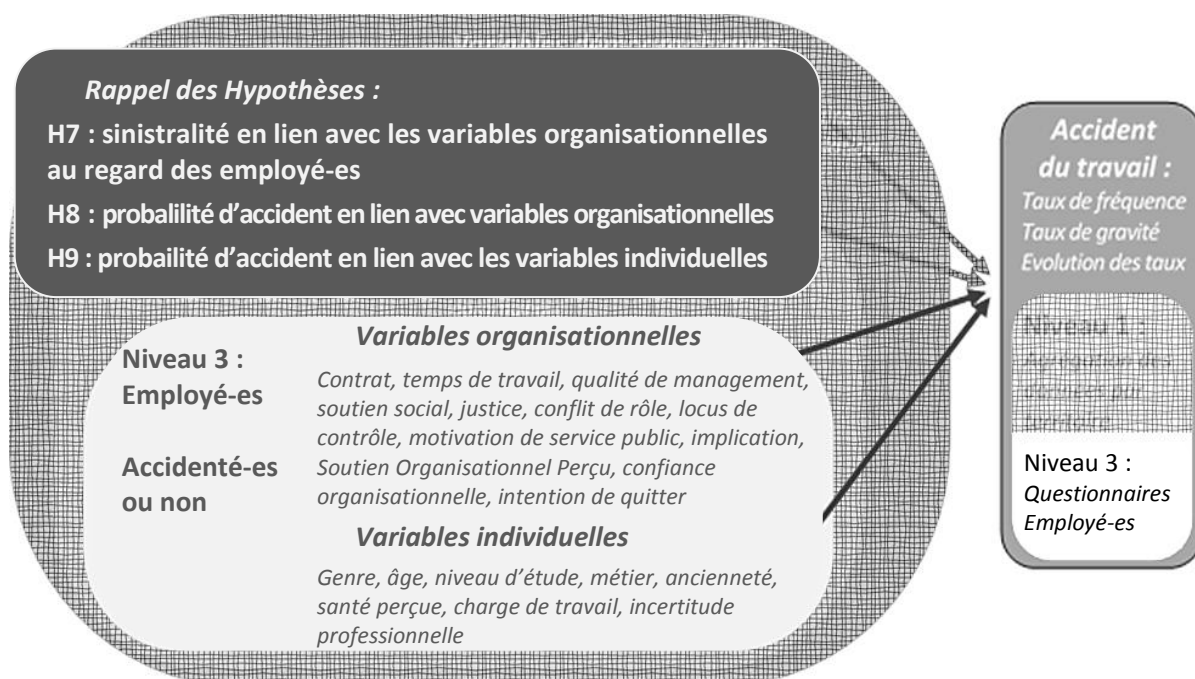 Rappel des Hypothèses :
H7 : sinistralité en lien avec les variables organisationnelles
au regard des employé-es
H8 : probalilité d’accident en lien avec variables organisationnelles
H9 : probailité d’accident en lien avec les variables individuelles
Niveau 3 :
Employé-es
Accidenté-es
ou non
Variables organisationnelles
Contrat, temps de travail, qualité de management,
soutien social, justice, conflit de rôle, locus de
contrôle, motivation de service public, implication,
Soutien Organisationnel Perçu, confiance
organisationnelle, intention de quitter
Variables individuelles
Genre, âge, niveau d’étude, métier, ancienneté,
santé perçue, charge de travail, incertitude
professionnelle
Accident
du travail :
Taux de fréquence
Taux de gravité
Evolution des taux
Niveau 1 :
Agrégation des
données par
territoire
Niveau 3 :
Questionnaires
Employé-es